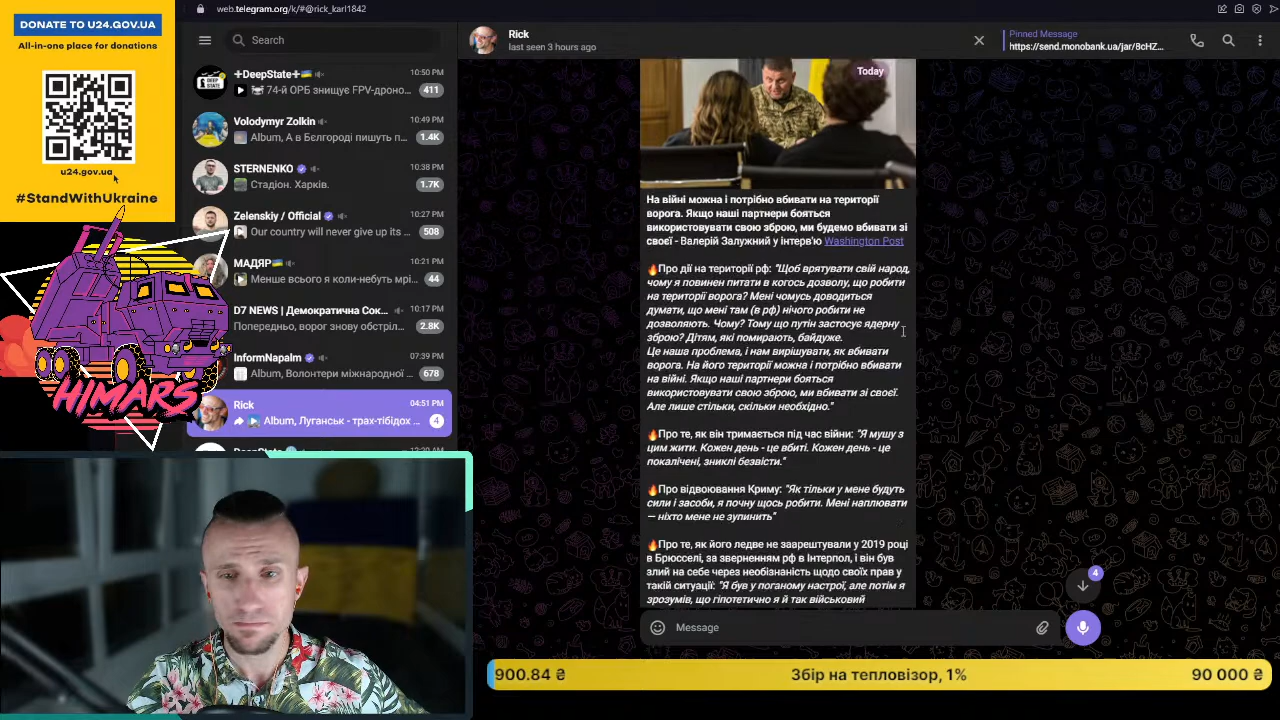 DONATE TO U24.GOV.UA
All-in-one place for donations
u24.gov.ua
#StandWithUkraine
HIMARS
web.telegram.org/k/#@rick_karl1842
Search
DEEP STATE
+DeepState+🇺🇦
10:50 PM
74-й ОРБ знищує FPV-дроно...
411
Volodymyr Zolkin
10:49 PM
Album, А в Бєлгороді пишуть п...
1.4K
STERNENKO
10:38 PM
Стадіон. Харків.
1.7K
Zelenskiy / Official
10:27 PM
Our country will never give up its ...
508
МАДЯР🇺🇦
10:21 PM
Менше всього я коли-небуть мрі...
44
D7 NEWS | Демократична Сок...
10:17 PM
Попередньо, ворог знову обстріл...
2.8K
InformNapalm
07:39 PM
Album, Волонтери міжнародної ...
678
Rick
04:51 PM
Album, Луганськ - трах-тібідох ...
4
Rick
last seen 3 hours ago
Pinned Message
https://send.monobank.ua/jar/8cHZ...
Today
На війні можна і потрібно вбивати на території
ворога. Якщо наші партнери бояться
використовувати свою зброю, ми будемо вбивати зі
своєї - Валерій Залужний у інтерв'ю Washington Post
🔥Про дії на території рф: "Щоб врятувати свій народ,
чому я повинен питати в когось дозволу, що робити
на території ворога? Мені чомусь доводиться
думати, що мені там (в рф) нічого робити не
дозволяють. Чому? Тому що путін застосує ядерну
зброю? Дітям, які помирають, байдуже.
Це наша проблема, і нам вирішувати, як вбивати
ворога. На його території можна і потрібно вбивати
на війні. Якщо наші партнери бояться
використовувати свою зброю, ми вбивати зі своєї.
Але лише стільки, скільки необхідно."
🔥Про те, як він тримається під час війни: "Я мушу з
цим жити. Кожен день - це вбиті. Кожен день - це
покалічені, зниклі безвісти."
🔥Про відвоювання Криму: "Як тільки у мене будуть
сили і засоби, я почну щось робити. Мені наплювати
— ніхто мене не зупинить"
🔥Про те, як його ледве не заарештували у 2019 році
в Брюсселі, за зверненням рф в Інтерпол, і він був
злий на себе через необізнаність щодо своїх прав у
такій ситуації: "Я був у поганому настрої, але потім я
зрозумів, що гіпотетично я й так військовий
4
Message
900.84 ₴
Збір на тепловізор, 1%
90 000 ₴